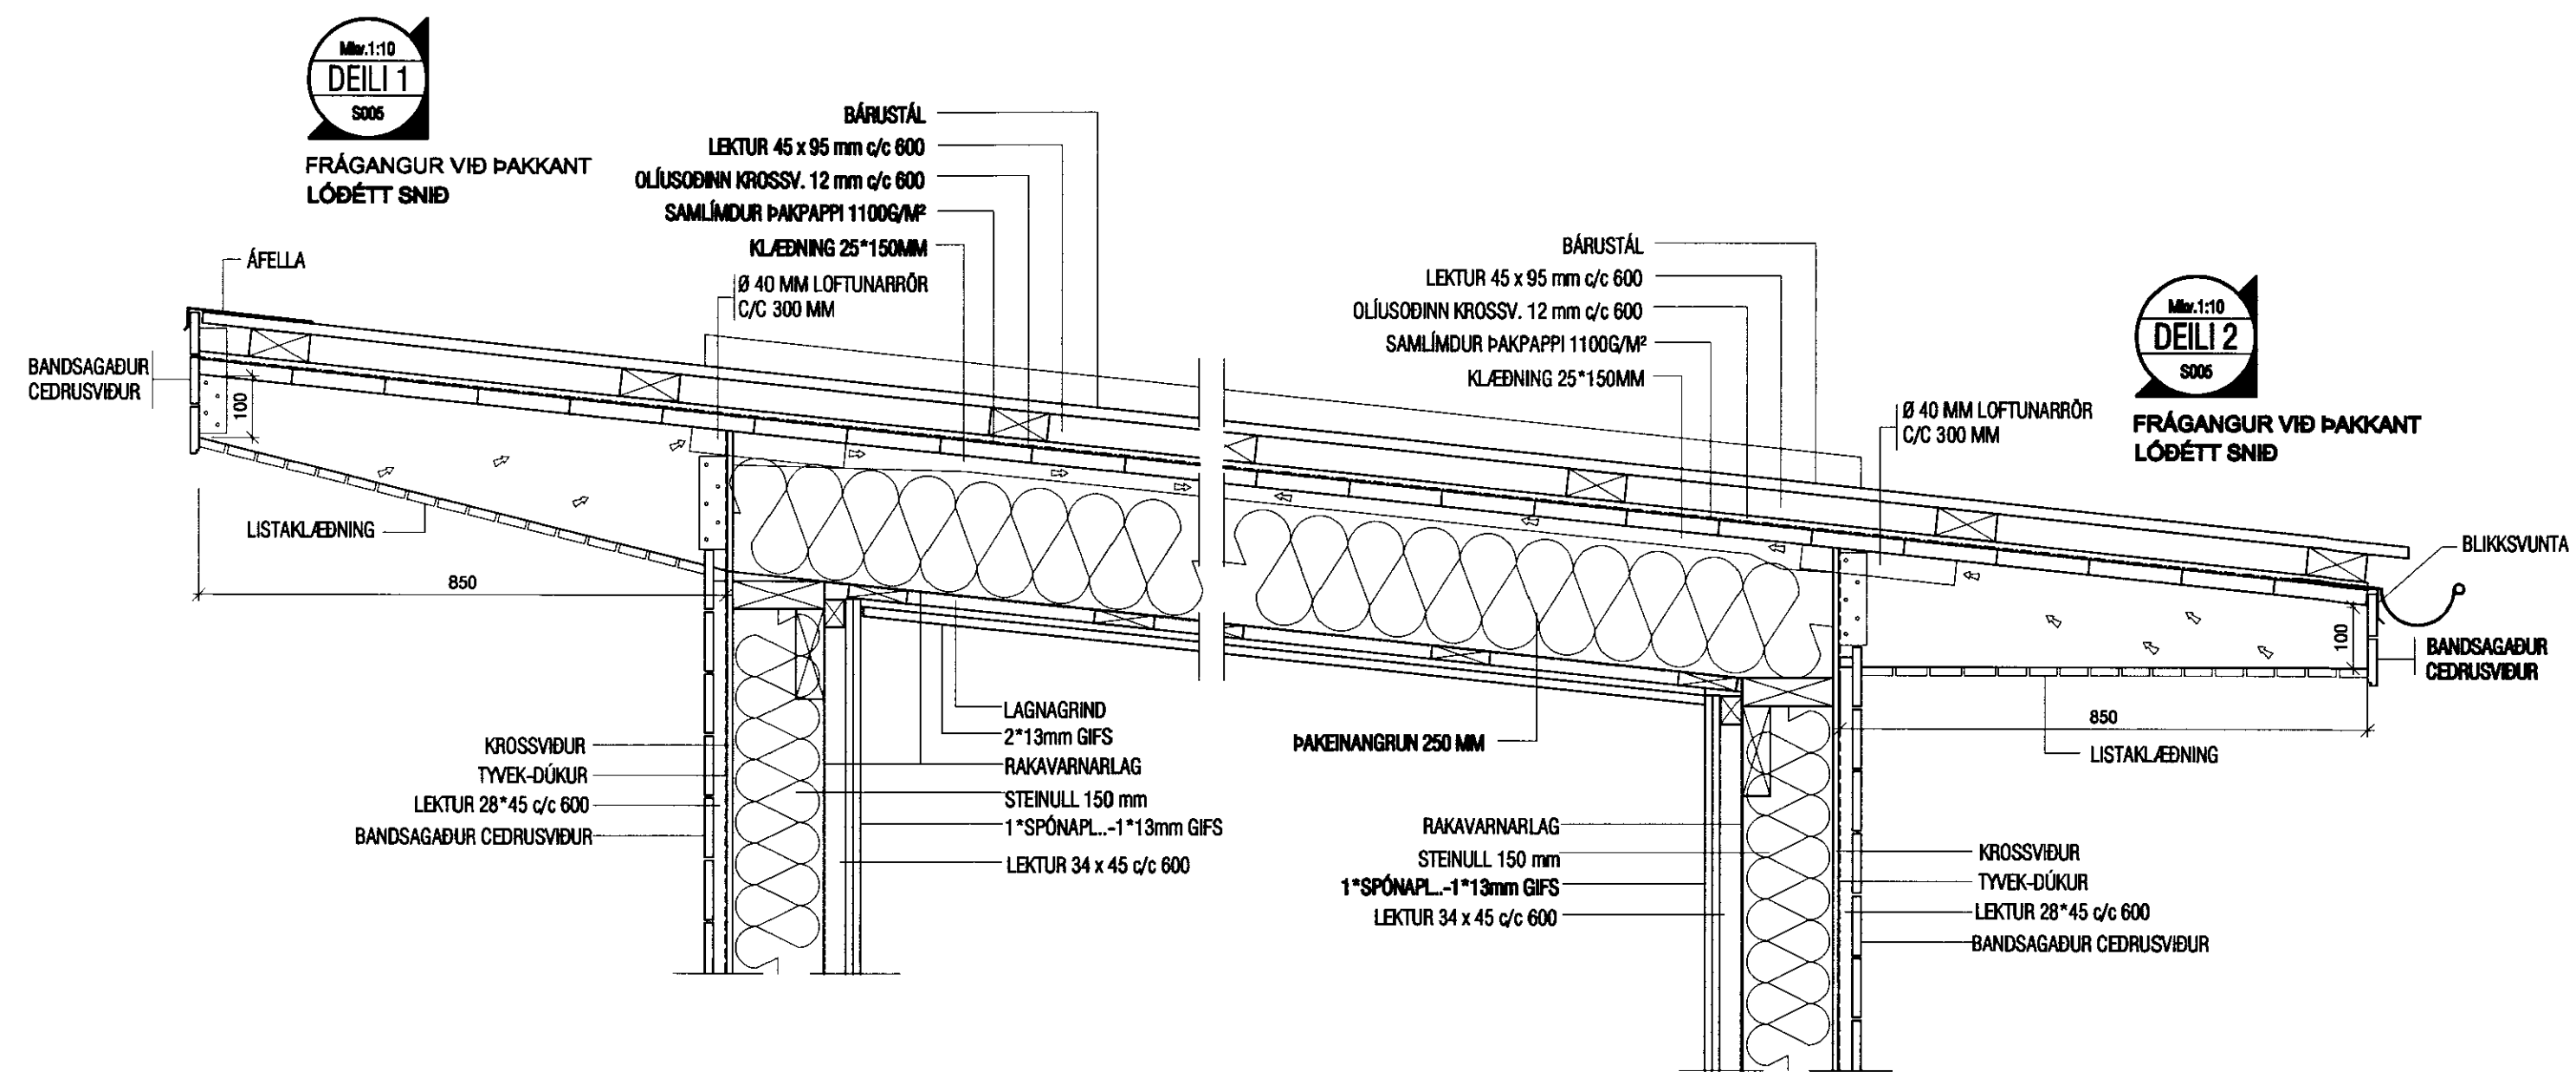 Mkv.1:10
DEILI 1
S005
FRÁGANGUR VIÐ ÞAKKANT
LÓÐÉTT SNIÐ
BÁRUSTÁL
LEKTUR 45 x 95 mm c/c 600
OLÍUSOÐINN KROSSV. 12 mm c/c 600
SAMLÍMDUR ÞAKPAPPI 1100G/M²
KLÆÐNING 25*150MM
Ø 40 MM LOFTUNARRÖR
C/C 300 MM
ÁFELLA
BANDSAGAÐUR
CEDRUSVIÐUR
100
LISTAKLÆÐNING
850
KROSSVIÐUR
TYVEK-DÚKUR
LEKTUR 28*45 c/c 600
BANDSAGAÐUR CEDRUSVIÐUR
LAGNAGRIND
2*13mm GIFS
RAKAVARNARLAG
STEINULL 150 mm
1*SPÓNAPL..-1*13mm GIFS
LEKTUR 34 x 45 c/c 600
BÁRUSTÁL
LEKTUR 45 x 95 mm c/c 600
OLÍUSOÐINN KROSSV. 12 mm c/c 600
SAMLÍMDUR ÞAKPAPPI 1100G/M²
KLÆÐNING 25*150MM
Ø 40 MM LOFTUNARRÖR
C/C 300 MM
Mkv.1:10
DEILI 2
S005
FRÁGANGUR VIÐ ÞAKKANT
LÓÐÉTT SNIÐ
BLIKKSVUNTA
100
BANDSAGAÐUR
CEDRUSVIÐUR
850
LISTAKLÆÐNING
ÞAKEINANGRUN 250 MM
RAKAVARNARLAG
STEINULL 150 mm
1*SPÓNAPL..-1*13mm GIFS
LEKTUR 34 x 45 c/c 600
KROSSVIÐUR
TYVEK-DÚKUR
LEKTUR 28*45 c/c 600
BANDSAGAÐUR CEDRUSVIÐUR